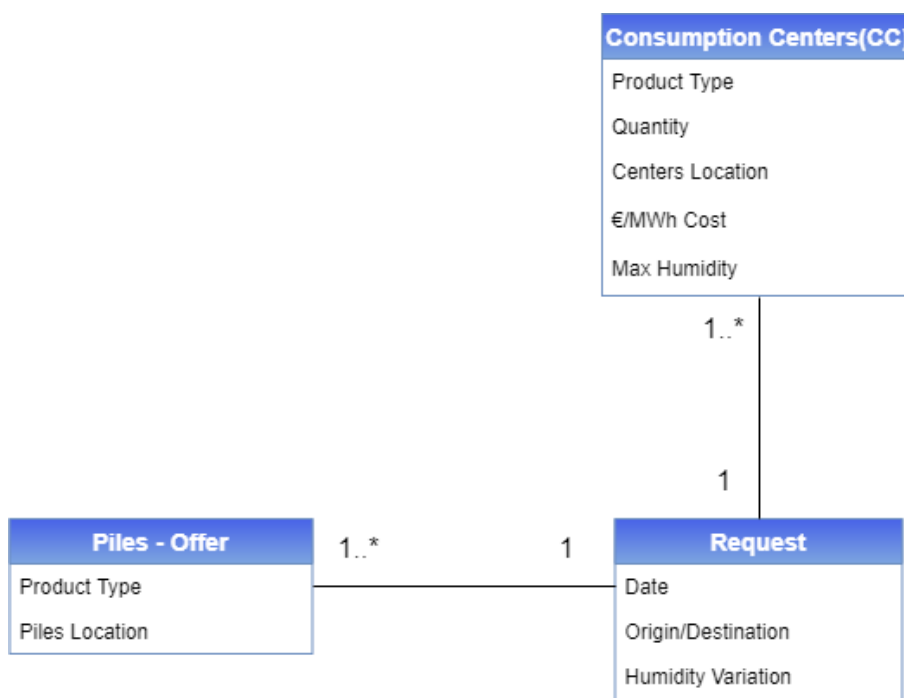 Consumption Centers(CC)
Product Type
Quantity
Centers Location
€/MWh Cost
Max Humidity
1..*
1
Piles - Offer
1..*
1
Request
Product Type
Date
Piles Location
Origin/Destination
Humidity Variation